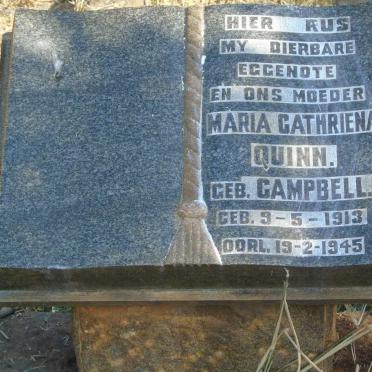 HIER RUS
MY DIERBARE
EGGENOTE
EN ONS MOEDER
MARIA CATHRIENA
QUINN.
GEB. CAMPBELL.
GEB. 9-5-1913
OORL. 19-2-1945